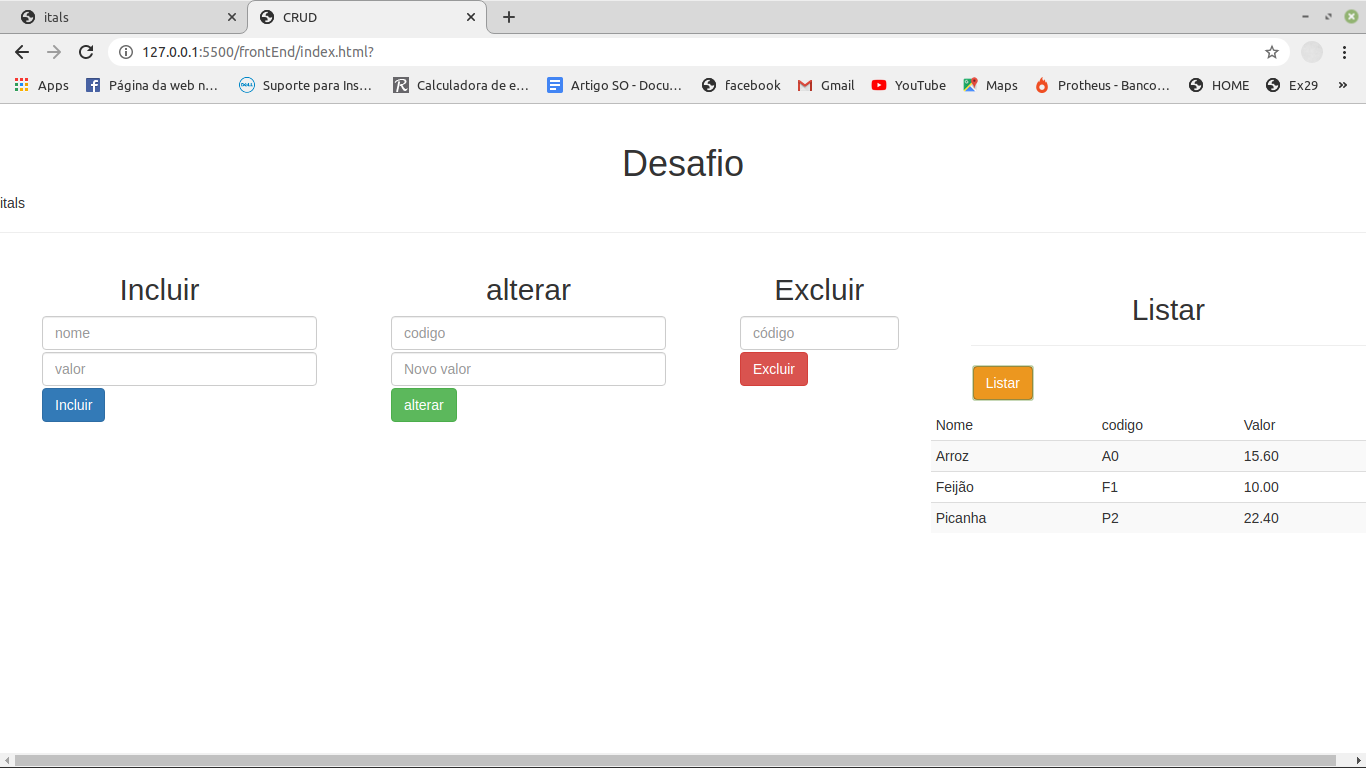 itals
CRUD
127.0.0.1:5500/frontEnd/index.html?
Apps
Página da web n...
DELL
Suporte para Ins...
Calculadora de e...
Artigo SO - Docu...
facebook
Gmail
YouTube
Maps
Protheus - Banco...
HOME
Ex29
Desafio
itals
Incluir
nome
valor
Incluir
alterar
codigo
Novo valor
alterar
Excluir
código
Excluir
Listar
Listar
Nome codigo Valor
Arroz A0 15.60
Feijão F1 10.00
Picanha P2 22.40